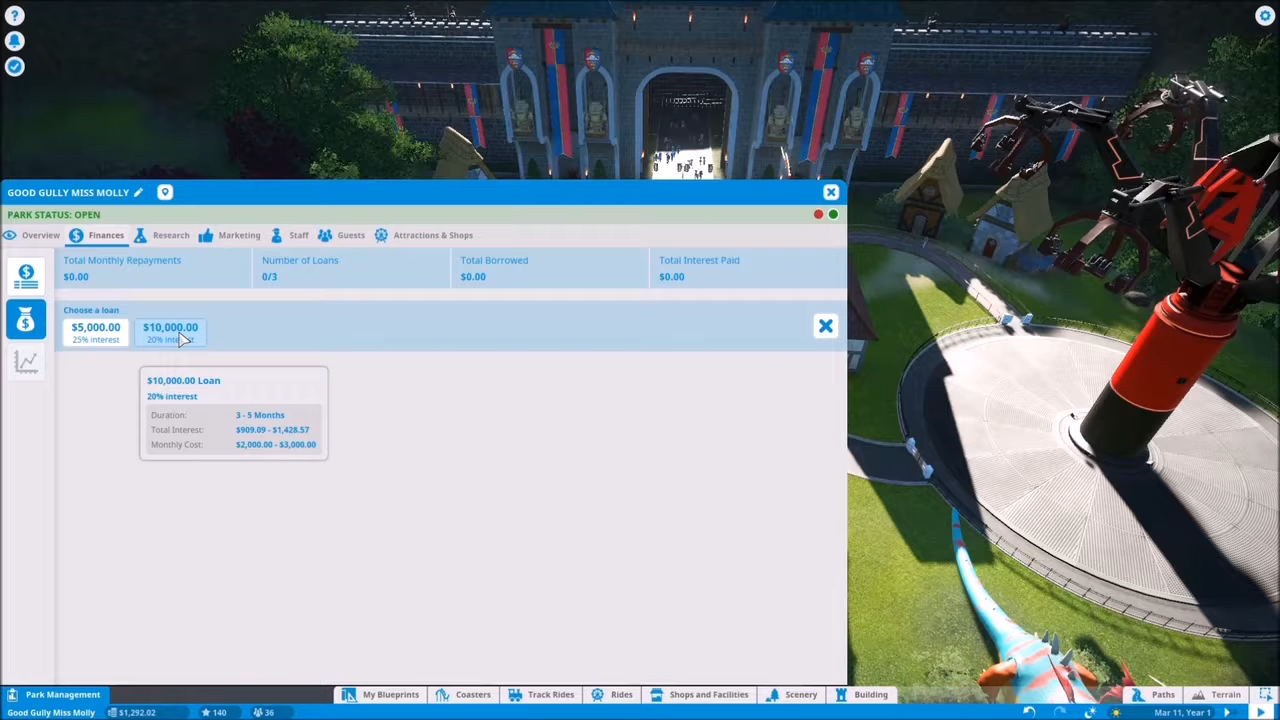 GOOD GULLY MISS MOLLY
PARK STATUS: OPEN
Overview Finances Research Marketing Staff Guests Attractions & Shops
Total Monthly Repayments Number of Loans Total Borrowed Total Interest Paid
$0.00 0/3 $0.00 $0.00
Choose a loan
$5,000.00 $10,000.00
25% interest 20% interest
$10,000.00 Loan
20% interest
Duration: 3 - 5 Months
Total Interest: $909.09 - $1,428.57
Monthly Cost: $2,000.00 - $3,000.00
Park Management My Blueprints Coasters Track Rides Rides Shops and Facilities Scenery Building Paths Terrain
Good Gully Miss Molly $1,292.02 140 36 Mar 11, Year 1